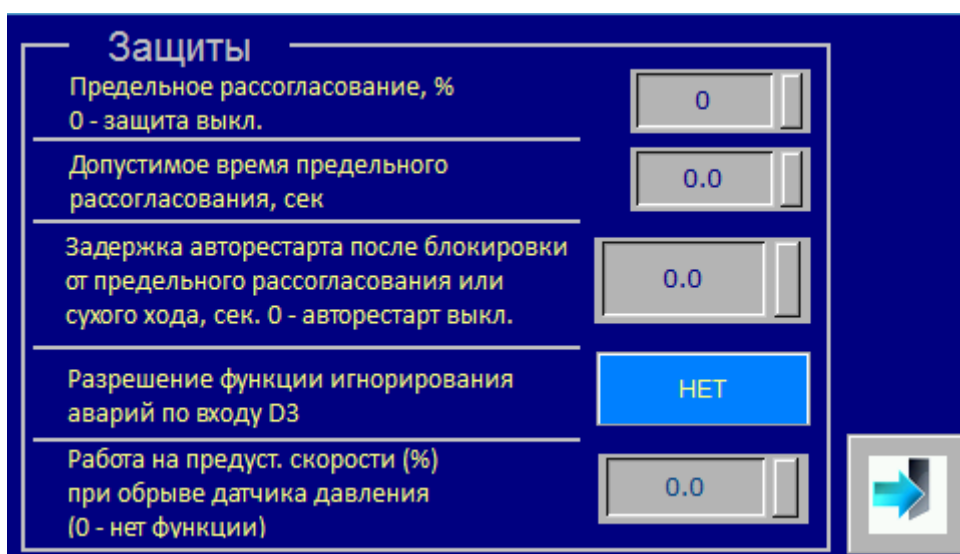 Защиты
Предельное рассогласование, %
0 - защита выкл.
0
Допустимое время предельного
рассогласования, сек
0.0
Задержка авторестарта после блокировки
от предельного рассогласования или
сухого хода, сек. 0 - авторестарт выкл.
0.0
Разрешение функции игнорирования
аварий по входу D3
НЕТ
Работа на предуст. скорости (%)
при обрыве датчика давления
(0 - нет функции)
0.0